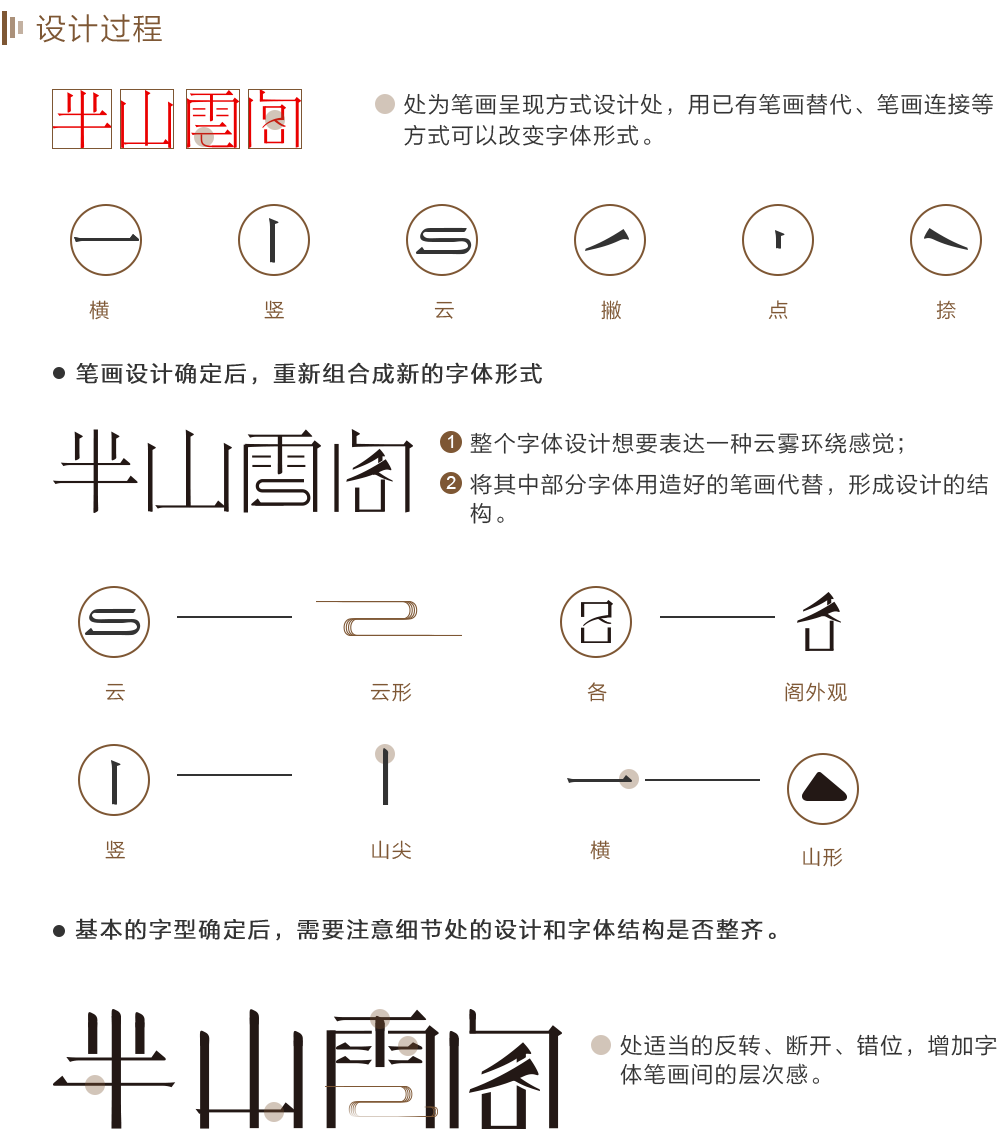 设计过程
半山雲阁
处为笔画呈现方式设计处，用已有笔画替代、笔画连接等
方式可以改变字体形式。
横 竖 云 撇 点 捺
笔画设计确定后，重新组合成新的字体形式
半山雲阁
1 整个字体设计想要表达一种云雾环绕感觉；
2 将其中部分字体用造好的笔画代替，形成设计的结
构。
云 云形 各 阁外观
竖 山尖 横 山形
基本的字型确定后，需要注意细节处的设计和字体结构是否整齐。
半山雲阁
处适当的反转、断开、错位，增加字
体笔画间的层次感。